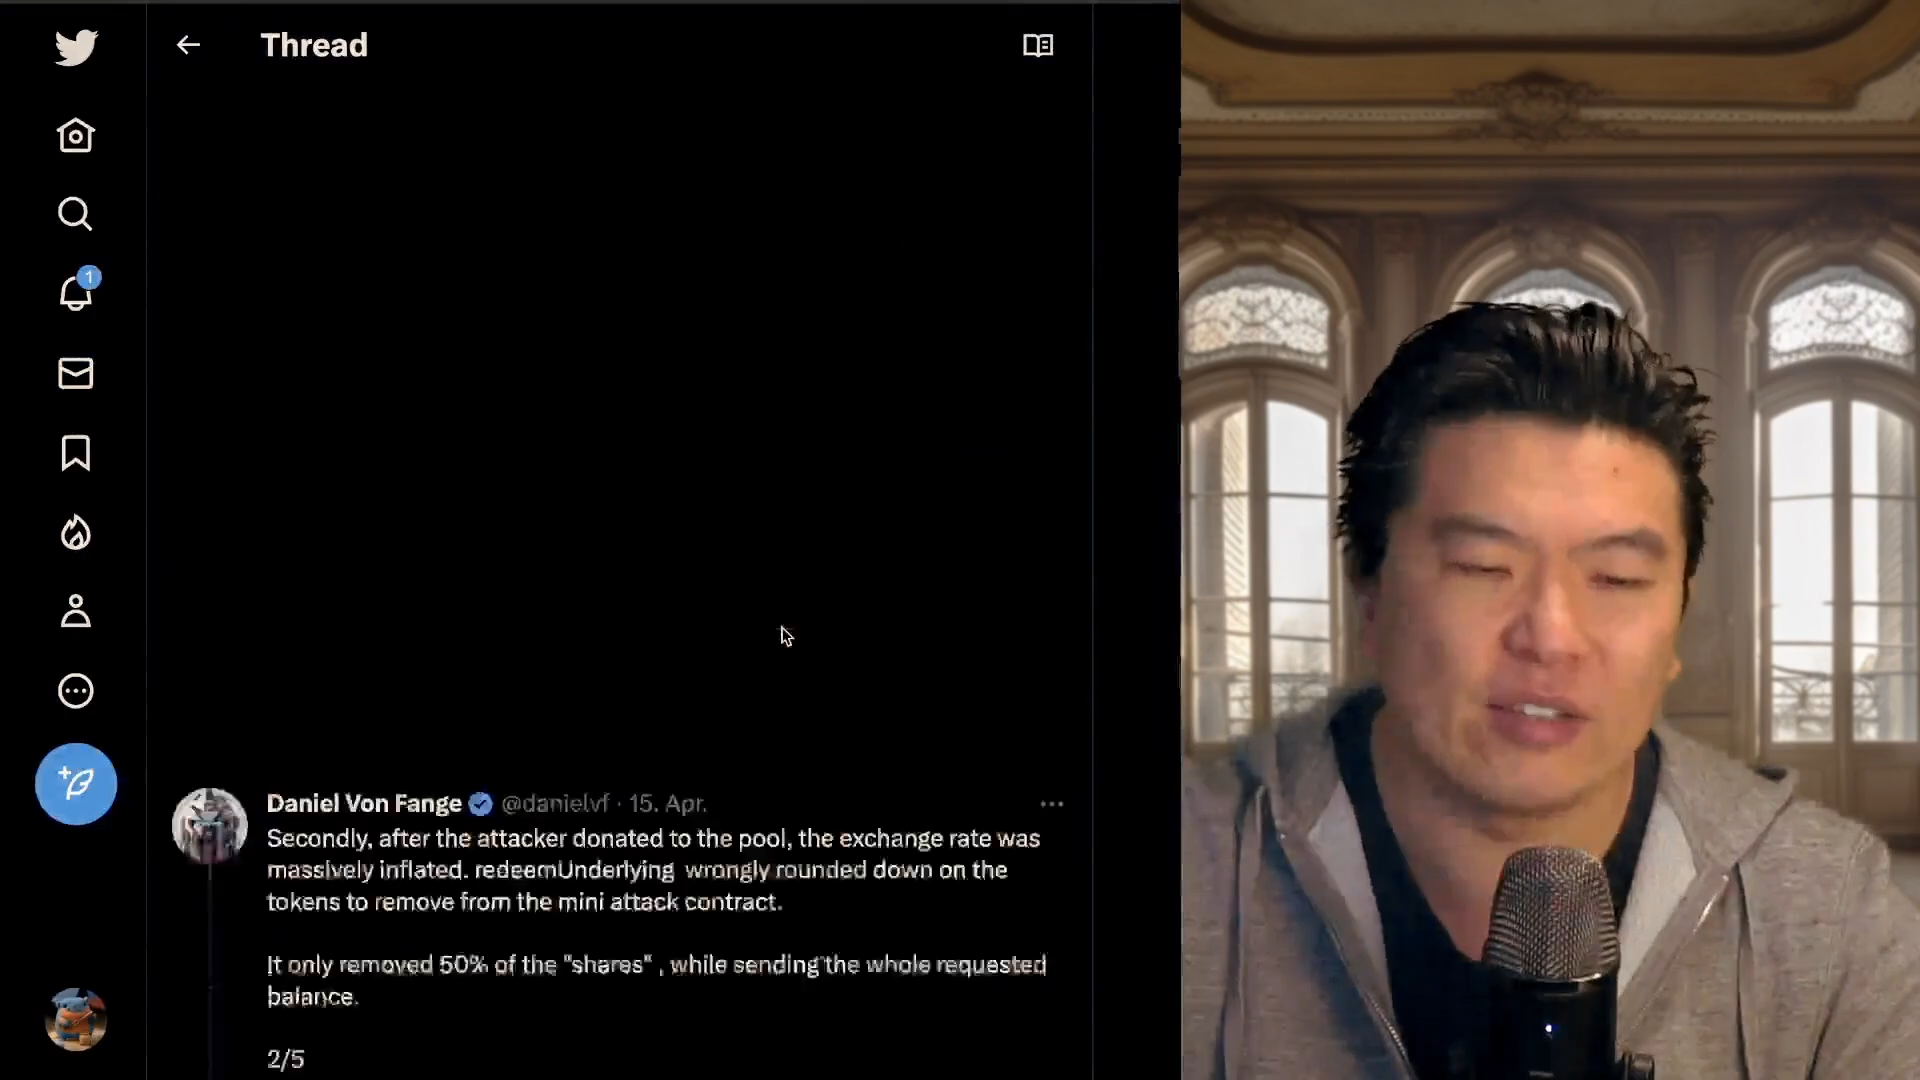 Thread
1
Daniel Von Fange @danielvf · 15. Apr.
Secondly, after the attacker donated to the pool, the exchange rate was
massively inflated. redeemUnderlying wrongly rounded down on the
tokens to remove from the mini attack contract.
It only removed 50% of the "shares" , while sending the whole requested
balance.
2/5